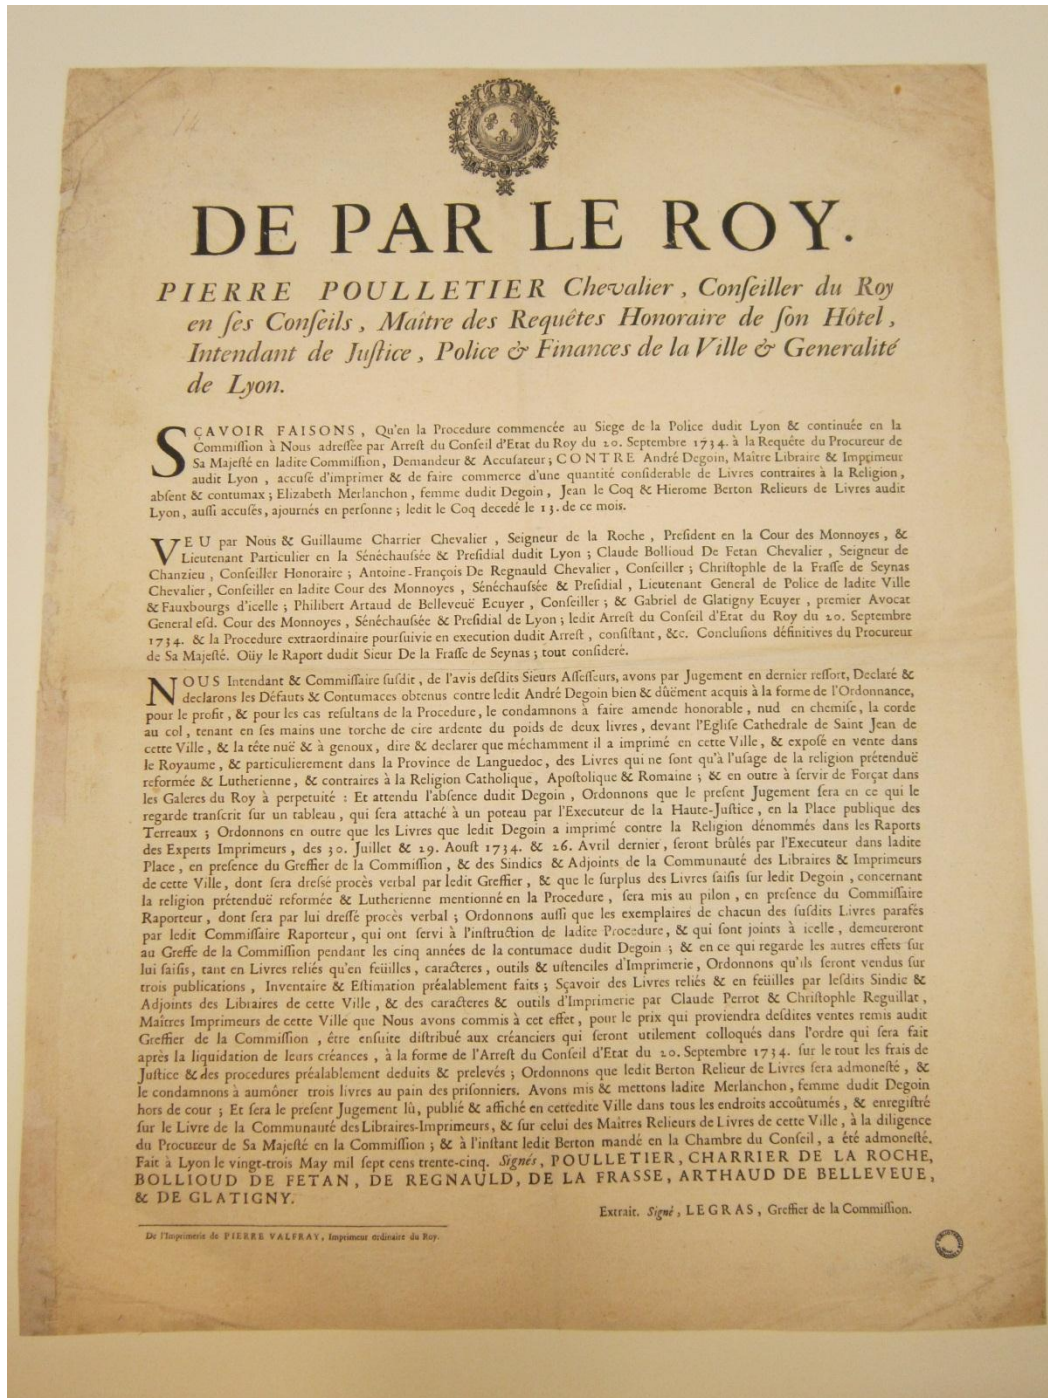 14
DE PAR LE ROY.
PIERRE POULLETIER Chevalier, Conſeiller du Roy
en ſes Conſeils, Maître des Requêtes Honoraire de ſon Hôtel,
Intendant de Juſtice, Police & Finances de la Ville & Generalité
de Lyon.
SÇAVOIR FAISONS, Qu'en la Procedure commencée au Siege de la Police dudit Lyon & continuée en la
Commiſſion à Nous adreſſée par Arreſt du Conſeil d'Etat du Roy du 20. Septembre 1734. à la Requête du Procureur de
Sa Majeſté en ladite Commiſſion, Demandeur & Accuſateur; CONTRE André Degoin, Maître Libraire & Imprimeur
audit Lyon, accuſé d'imprimer & de faire commerce d'une quantité conſiderable de Livres contraires à la Religion,
abſent & contumax; Elizabeth Merlanchon, femme dudit Degoin, Jean le Coq & Hierome Berton Relieurs de Livres audit
Lyon, auſſi accuſés, ajournés en perſonne; ledit le Coq decedé le 13. de ce mois.
VEU par Nous & Guillaume Charrier Chevalier, Seigneur de la Roche, Preſident en la Cour des Monnoyes, &
Lieutenant Particulier en la Sénéchauſſée & Preſidial dudit Lyon; Claude Bollioud De Fetan Chevalier, Seigneur de
Chanzieu, Conſeiller Honoraire; Antoine-François De Regnauld Chevalier, Conſeiller; Chriſtophle de la Fraſſe de Seynas
Chevalier, Conſeiller en ladite Cour des Monnoyes, Sénéchauſſée & Preſidial, Lieutenant General de Police de ladite Ville
& Fauxbourgs d'icelle; Philibert Artaud de Belleveuë Ecuyer, Conſeiller; & Gabriel de Glatigny Ecuyer, premier Avocat
General eſd. Cour des Monnoyes, Sénéchauſſée & Preſidial de Lyon; ledit Arreſt du Conſeil d'Etat du Roy du 20. Septembre
1734. & la Procedure extraordinaire pourſuivie en execution dudit Arreſt, conſiſtant, &c. Concluſions définitives du Procureur
de Sa Majeſté. Oüy le Raport dudit Sieur De la Fraſſe de Seynas; tout conſideré.
NOUS Intendant & Commiſſaire ſuſdit, de l'avis deſdits Sieurs Aſſeſſeurs, avons par Jugement en dernier reſſort, Declaré &
declarons les Défauts & Contumaces obtenus contre ledit André Degoin bien & dûëment acquis à la forme de l'Ordonnance,
pour le profit, & pour les cas reſultans de la Procedure, le condamnons à faire amende honorable, nud en chemiſe, la corde
au col, tenant en ſes mains une torche de cire ardente du poids de deux livres, devant l'Egliſe Cathedrale de Saint Jean de
cette Ville, & la tête nuë & à genoux, dire & declarer que méchamment il a imprimé en cette Ville, & expoſé en vente dans
le Royaume, & particulierement dans la Province de Languedoc, des Livres qui ne ſont qu'à l'uſage de la religion prétenduë
reformée & Lutherienne, & contraires à la Religion Catholique, Apoſtolique & Romaine; & en outre à ſervir de Forçat dans
les Galeres du Roy à perpetuité: Et attendu l'abſence dudit Degoin, Ordonnons que le preſent Jugement ſera en ce qui le
regarde tranſcrit ſur un tableau, qui ſera attaché à un poteau par l'Executeur de la Haute-Juſtice, en la Place publique des
Terreaux; Ordonnons en outre que les Livres que ledit Degoin a imprimé contre la Religion dénommés dans les Raports
des Experts Imprimeurs, des 30. Juillet & 29. Aouſt 1734. & 26. Avril dernier, ſeront brûlés par l'Executeur dans ladite
Place, en preſence du Greffier de la Commiſſion, & des Sindics & Adjoints de la Communauté des Libraires & Imprimeurs
de cette Ville, dont ſera dreſsé procès verbal par ledit Greffier, & que le ſurplus des Livres ſaiſis ſur ledit Degoin, concernant
la religion prétenduë reformée & Lutherienne mentionné en la Procedure, ſera mis au pilon, en preſence du Commiſſaire
Raporteur, dont ſera par lui dreſſé procès verbal; Ordonnons auſſi que les exemplaires de chacun des ſuſdits Livres parafés
par ledit Commiſſaire Raporteur, qui ont ſervi à l'inſtruction de ladite Procedure, & qui ſont joints à icelle, demeureront
au Greffe de la Commiſſion pendant les cinq années de la contumace dudit Degoin; & en ce qui regarde les autres effets ſur
lui ſaiſis, tant en Livres reliés qu'en feüilles, caracteres, outils & uſtenciles d'Imprimerie, Ordonnons qu'ils ſeront vendus ſur
trois publications, Inventaire & Eſtimation préalablement faits; Sçavoir des Livres reliés & en feüilles par leſdits Sindic &
Adjoints des Libraires de cette Ville, & des caracteres & outils d'Imprimerie par Claude Perrot & Chriſtophle Reguillat,
Maîtres Imprimeurs de cette Ville que Nous avons commis à cet effet, pour le prix qui proviendra deſdites ventes remis audit
Greffier de la Commiſſion, être enſuite diſtribué aux créanciers qui ſeront utilement colloqués dans l'ordre qui ſera fait
après la liquidation de leurs créances, à la forme de l'Arreſt du Conſeil d'Etat du 20. Septembre 1734. ſur le tout les frais de
Juſtice & des procedures préalablement deduits & prelevés; Ordonnons que ledit Berton Relieur de Livres ſera admoneſté, &
le condamnons à aumôner trois livres au pain des priſonniers. Avons mis & mettons ladite Merlanchon, femme dudit Degoin
hors de cour; Et ſera le preſent Jugement lû, publié & affiché en cettedite Ville dans tous les endroits accoûtumés, & enregiſtré
ſur le Livre de la Communauté des Libraires-Imprimeurs, & ſur celui des Maîtres Relieurs de Livres de cette Ville, à la diligence
du Procureur de Sa Majeſté en la Commiſſion; & à l'inſtant ledit Berton mandé en la Chambre du Conſeil, a été admoneſté.
Fait à Lyon le vingt-trois May mil ſept cens trente-cinq. Signés, POULLETIER, CHARRIER DE LA ROCHE,
BOLLIOUD DE FETAN, DE REGNAULD, DE LA FRASSE, ARTHAUD DE BELLEVEUE,
& DE GLATIGNY.
Extrait. Signé, LEGRAS, Greffier de la Commiſſion.
De l'Imprimerie de PIERRE VALFRAY, Imprimeur ordinaire du Roy.